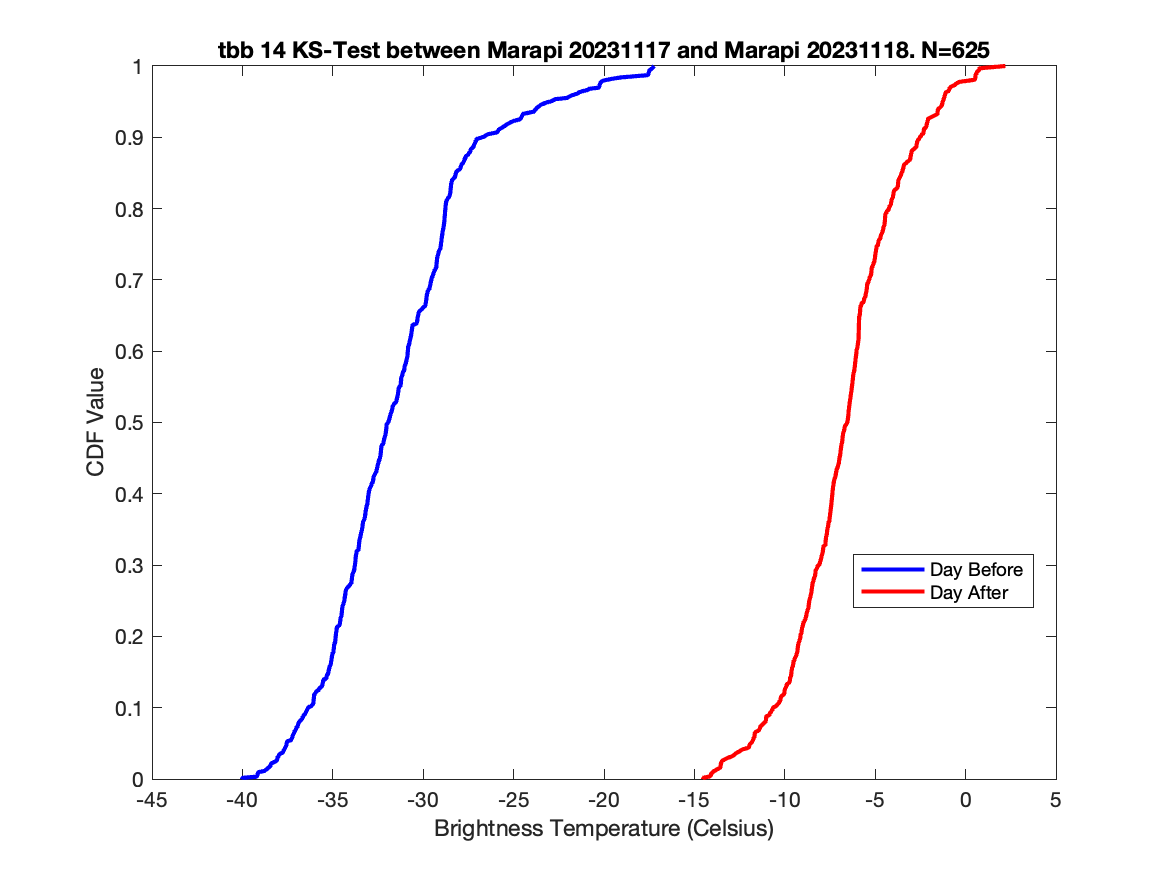 tbb 14 KS-Test between Marapi 20231117 and Marapi 20231118. N=625
1
0.9
0.8
0.7
0.6
0.5
0.4
0.3
0.2
0.1
0
CDF Value
Day Before
Day After
-45 -40 -35 -30 -25 -20 -15 -10 -5 0 5
Brightness Temperature (Celsius)